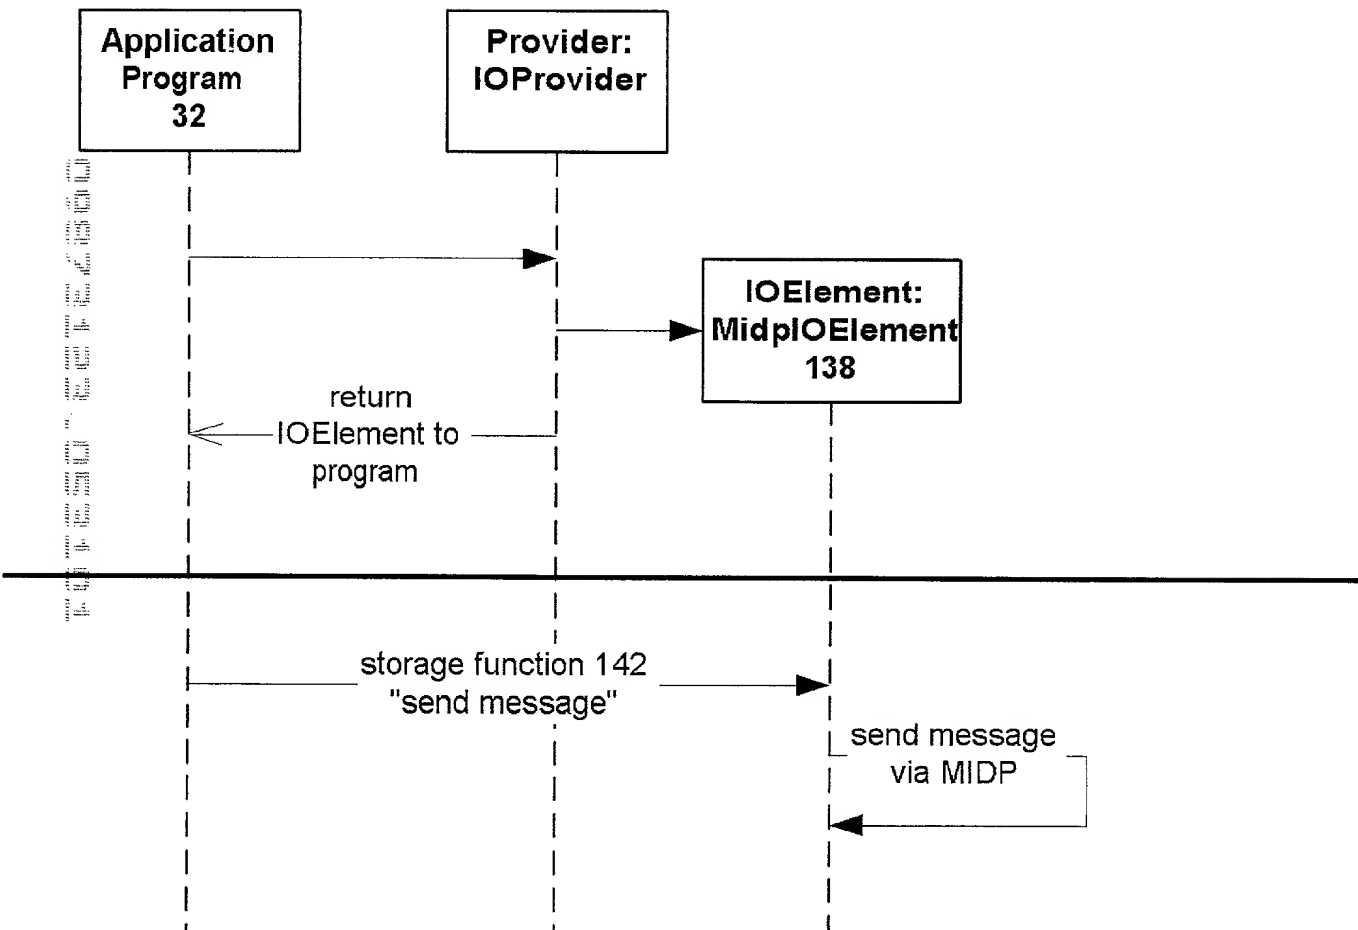 Application
Program
32
Provider:
IOProvider
IOElement:
MidpIOElement
138
return
IOElement to
program
storage function 142
"send message"
send message
via MIDP